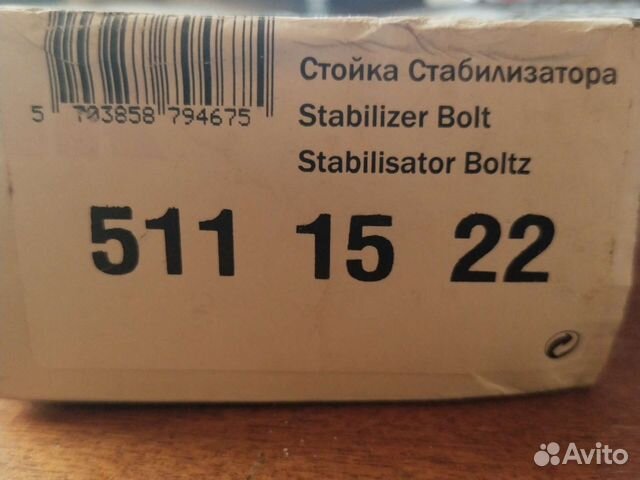 5 703858 794675
Стойка Стабилизатора
Stabilizer Bolt
Stabilisator Boltz
511 15 22
Avito